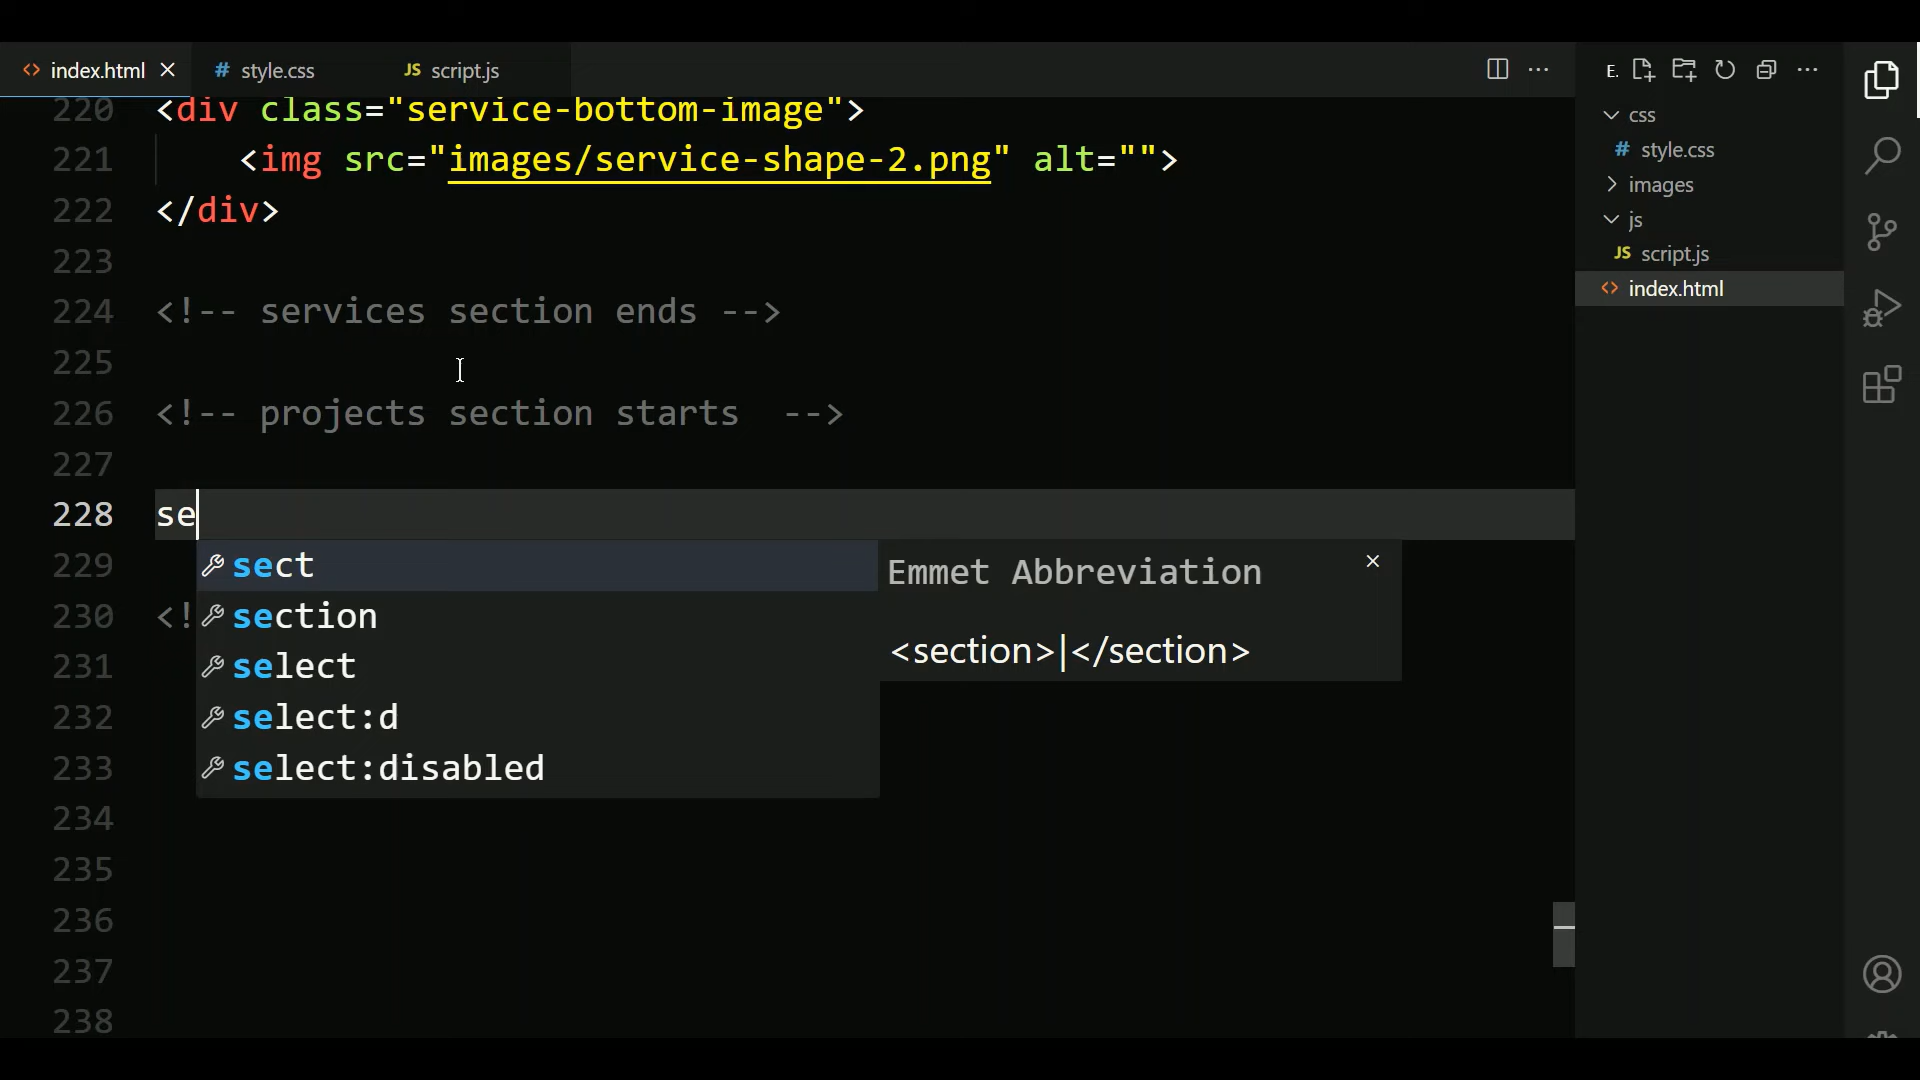 index.html style.css JS script.js
E.
220 <div class="service-bottom-image">
221 <img src="images/service-shape-2.png" alt="">
222 </div>
223
224 <!-- services section ends -->
225
226 <!-- projects section starts  -->
227
228 se
229 sect
230 <! section
231 select
232 select:d
233 select:disabled
234
235
236
237
238
Emmet Abbreviation
<section>|</section>
css
# style.css
images
js
JS script.js
index.html